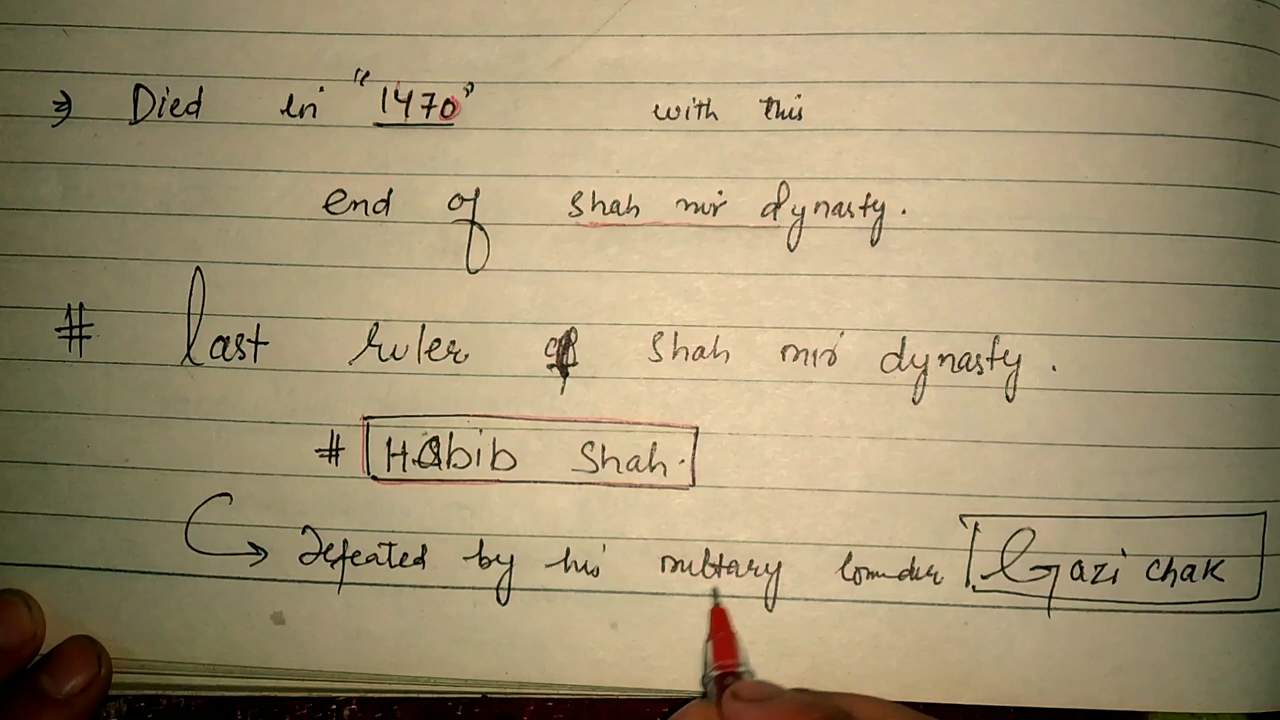 ⇒ Died in "1470" with this
end of Shah mir dynasty.
# Last ruler of Shah mir dynasty.
# Habib Shah.
↪ Defeated by his military Comder Gazi chak